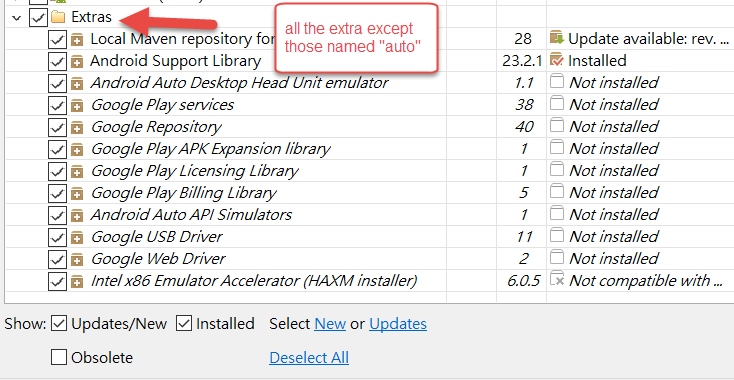 Extras
all the extra except
those named "auto"
Local Maven repository for 28 Update available: rev. ...
Android Support Library 23.2.1 Installed
Android Auto Desktop Head Unit emulator 1.1 Not installed
Google Play services 38 Not installed
Google Repository 40 Not installed
Google Play APK Expansion library 1 Not installed
Google Play Licensing Library 1 Not installed
Google Play Billing Library 5 Not installed
Android Auto API Simulators 1 Not installed
Google USB Driver 11 Not installed
Google Web Driver 2 Not installed
Intel x86 Emulator Accelerator (HAXM installer) 6.0.5 Not compatible with ...
Show: Updates/New Installed Select New or Updates
Obsolete Deselect All